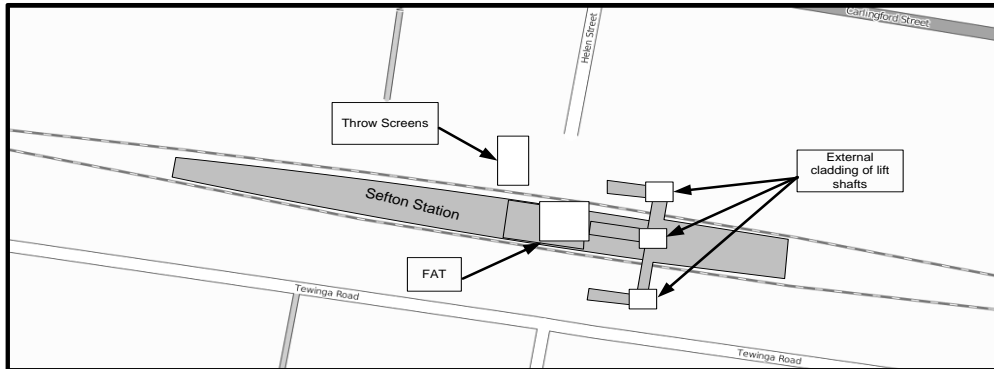 Carlingford Street
Helen Street
Throw Screens
External
cladding of lift
shafts
Sefton Station
FAT
Tewinga Road
Tewinga Road